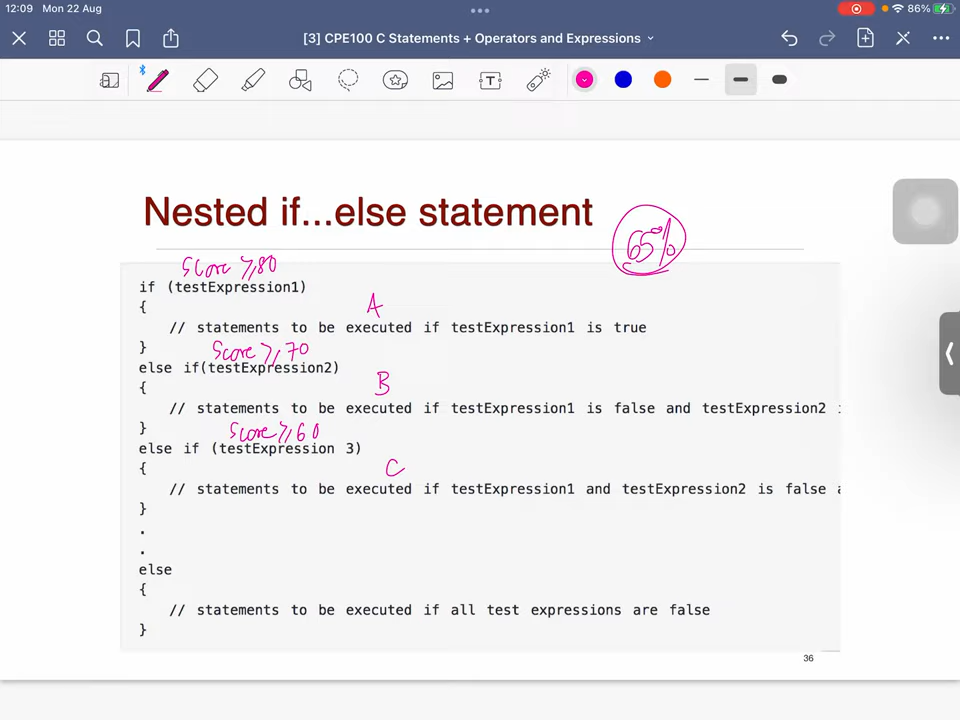 12:09 Mon 22 Aug
86%
[3] CPE100 C Statements + Operators and Expressions
T
Nested if...else statement
65%
Score ⩾80
if (testExpression1)
{
A
// statements to be executed if testExpression1 is true
}
Score ⩾70
else if(testExpression2)
{
B
// statements to be executed if testExpression1 is false and testExpression2 i
}
Score ⩾60
else if (testExpression 3)
{
C
// statements to be executed if testExpression1 and testExpression2 is false a
}
.
.
else
{
// statements to be executed if all test expressions are false
}
36